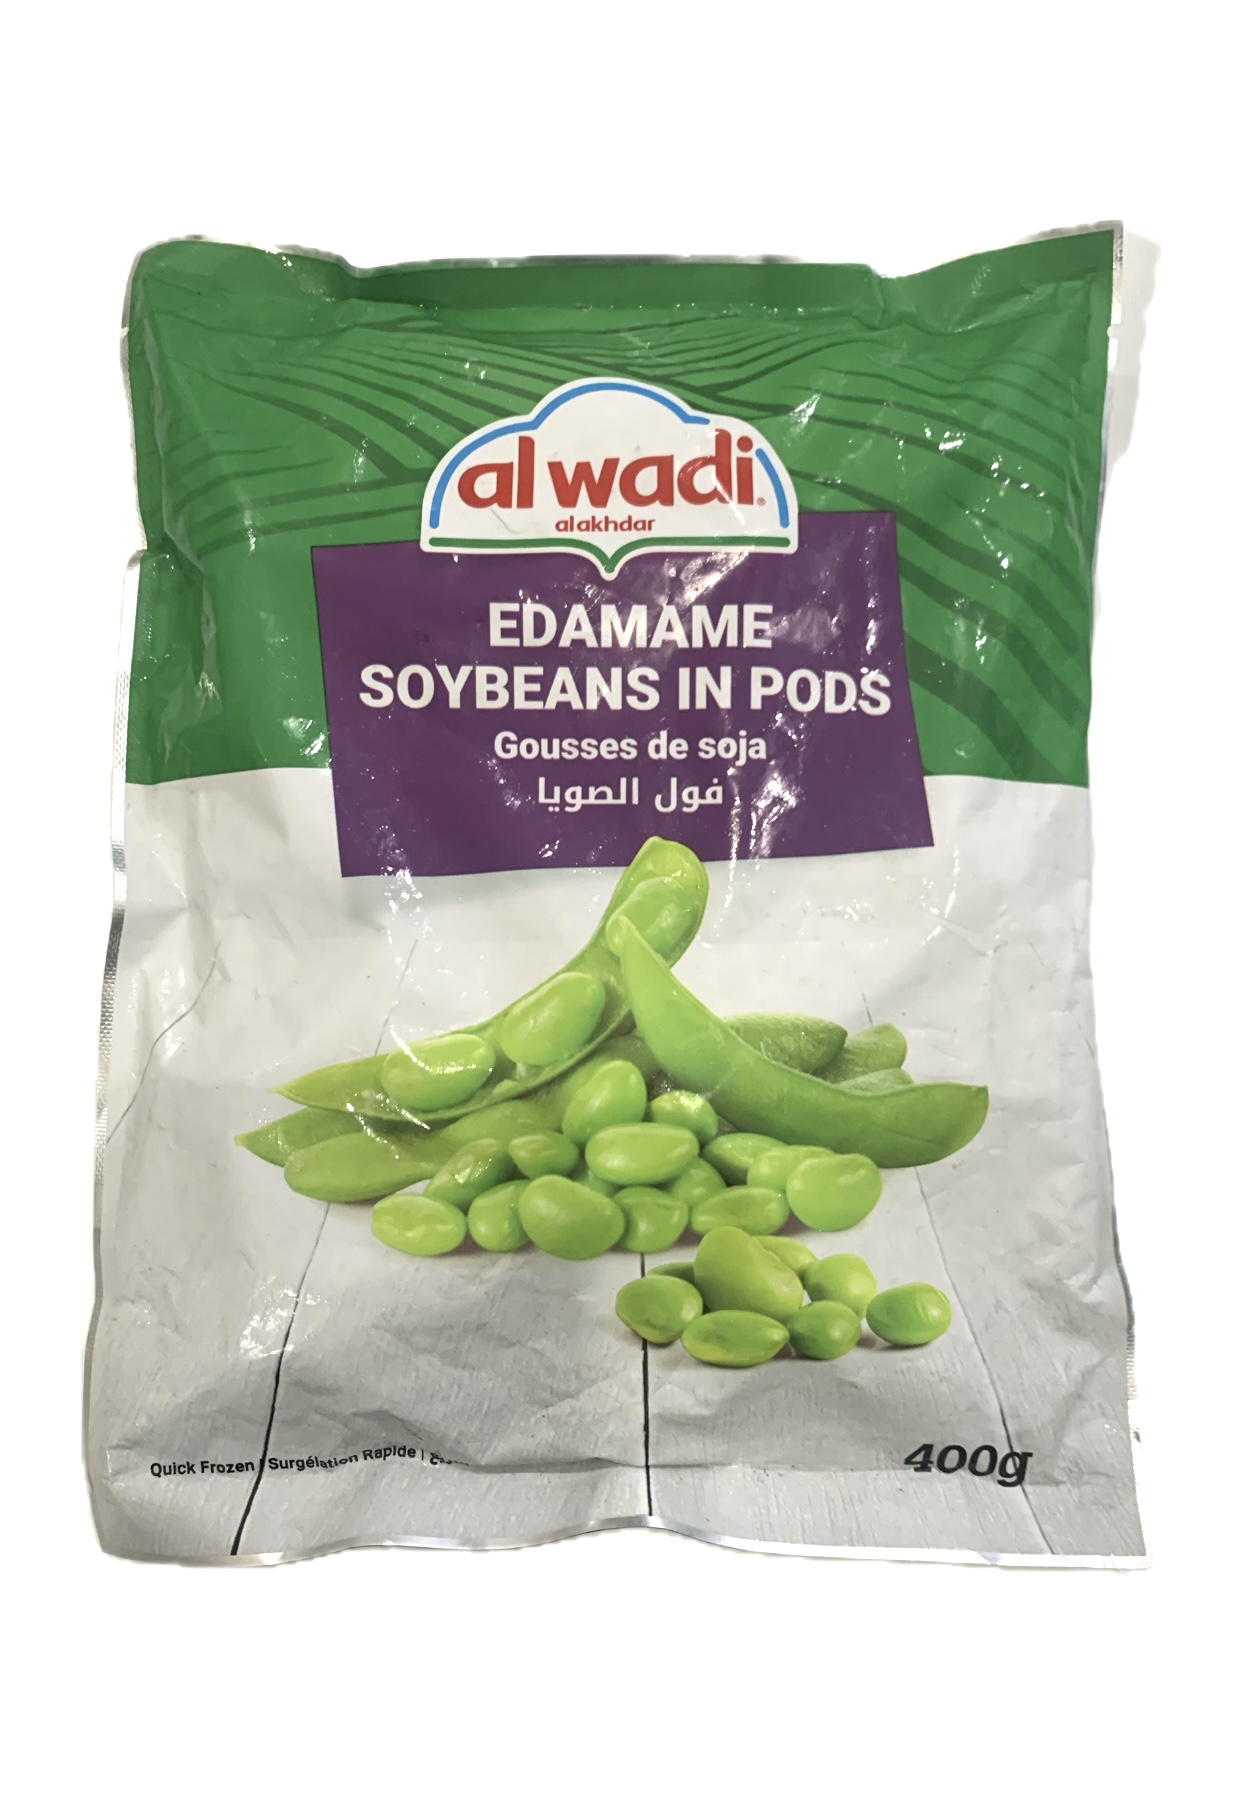 al wadi®
al akhdar
EDAMAME
SOYBEANS IN PODS
Gousses de soja
فول الصويا
Quick Frozen | Surgélation Rapide |
400g